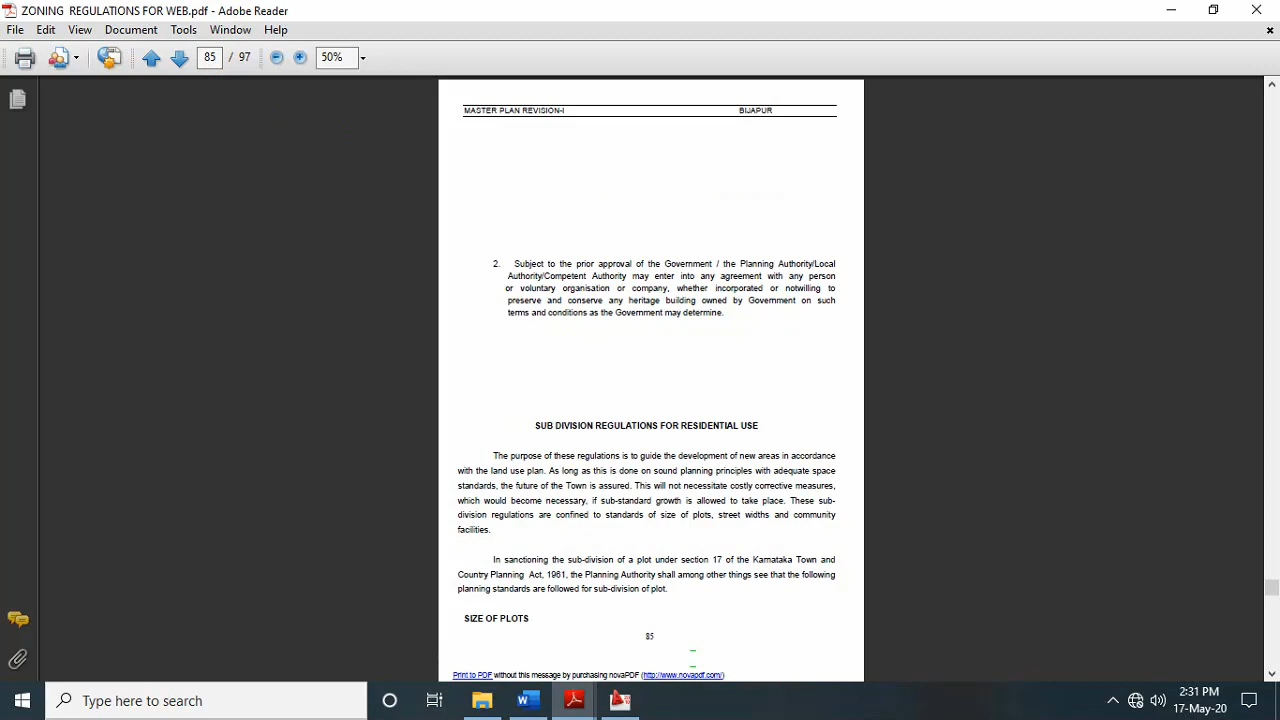 ZONING REGULATIONS FOR WEB.pdf - Adobe Reader
File Edit View Document Tools Window Help
85 / 97 50%
MASTER PLAN REVISION-I BIJAPUR
2. Subject to the prior approval of the Government / the Planning Authority/Local
Authority/Competent Authority may enter into any agreement with any person
or voluntary organisation or company, whether incorporated or notwilling to
preserve and conserve any heritage building owned by Government on such
terms and conditions as the Government may determine.
SUB DIVISION REGULATIONS FOR RESIDENTIAL USE
The purpose of these regulations is to guide the development of new areas in accordance
with the land use plan. As long as this is done on sound planning principles with adequate space
standards, the future of the Town is assured. This will not necessitate costly corrective measures,
which would become necessary, if sub-standard growth is allowed to take place. These sub-
division regulations are confined to standards of size of plots, street widths and community
facilities.
In sanctioning the sub-division of a plot under section 17 of the Karnataka Town and
Country Planning Act, 1961, the Planning Authority shall among other things see that the following
planning standards are followed for sub-division of plot.
SIZE OF PLOTS
85
Print to PDF without this message by purchasing novaPDF (http://www.novapdf.com/)
Type here to search
2:31 PM
17-May-20